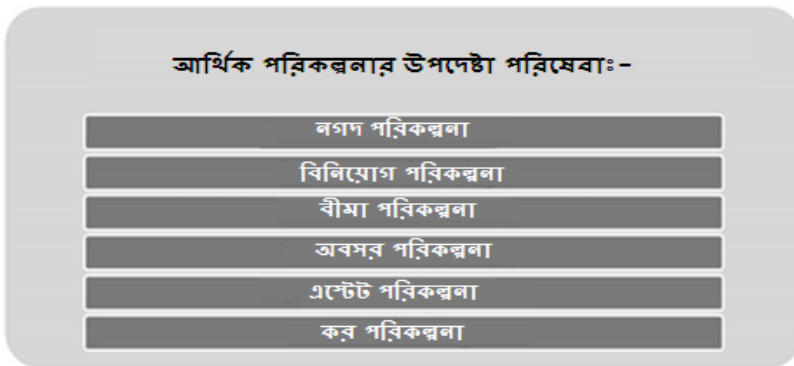 আর্থিক পরিকল্পনার উপদেষ্টা পরিষেবাঃ-
নগদ পরিকল্পনা
বিনিয়োগ পরিকল্পনা
বীমা পরিকল্পনা
অবসর পরিকল্পনা
এস্টেট পরিকল্পনা
কর পরিকল্পনা